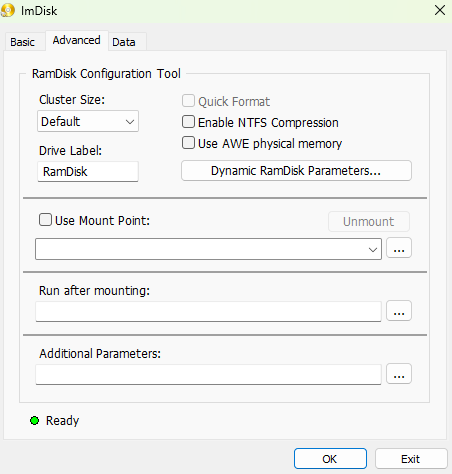 ImDisk
Basic
Advanced
Data
RamDisk Configuration Tool
Cluster Size:
Default
Drive Label:
RamDisk
Quick Format
Enable NTFS Compression
Use AWE physical memory
Dynamic RamDisk Parameters...
Use Mount Point:
Unmount
...
Run after mounting:
...
Additional Parameters:
...
Ready
OK
Exit